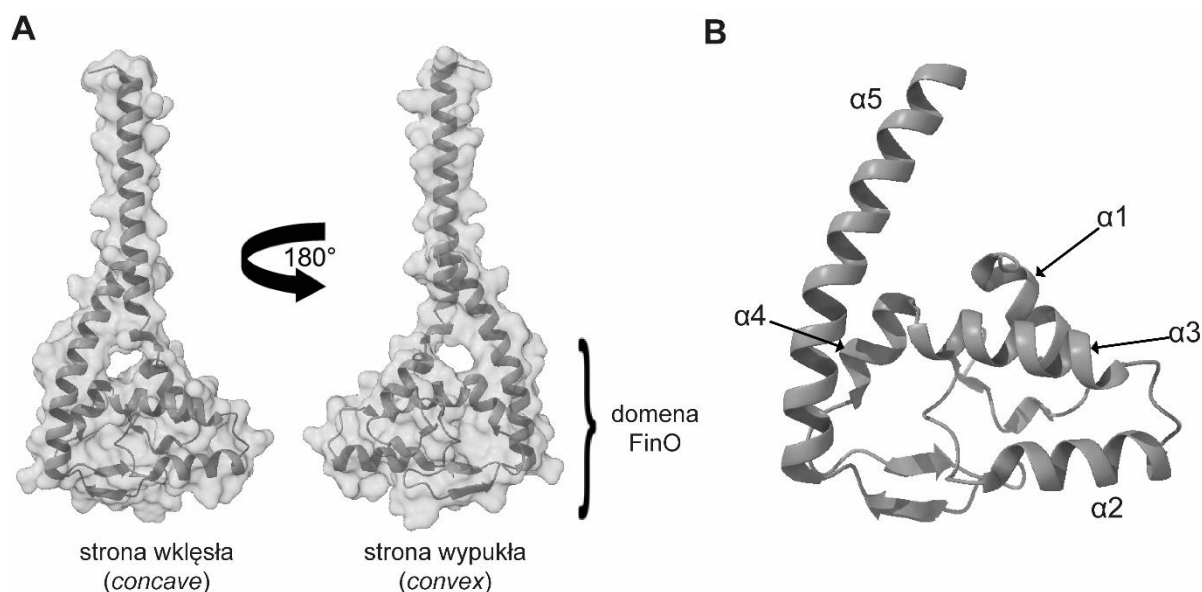 A
180°
domena
FinO
strona wklęsła
(concave)
strona wypukła
(convex)
B
α5
α1
α4
α3
α2